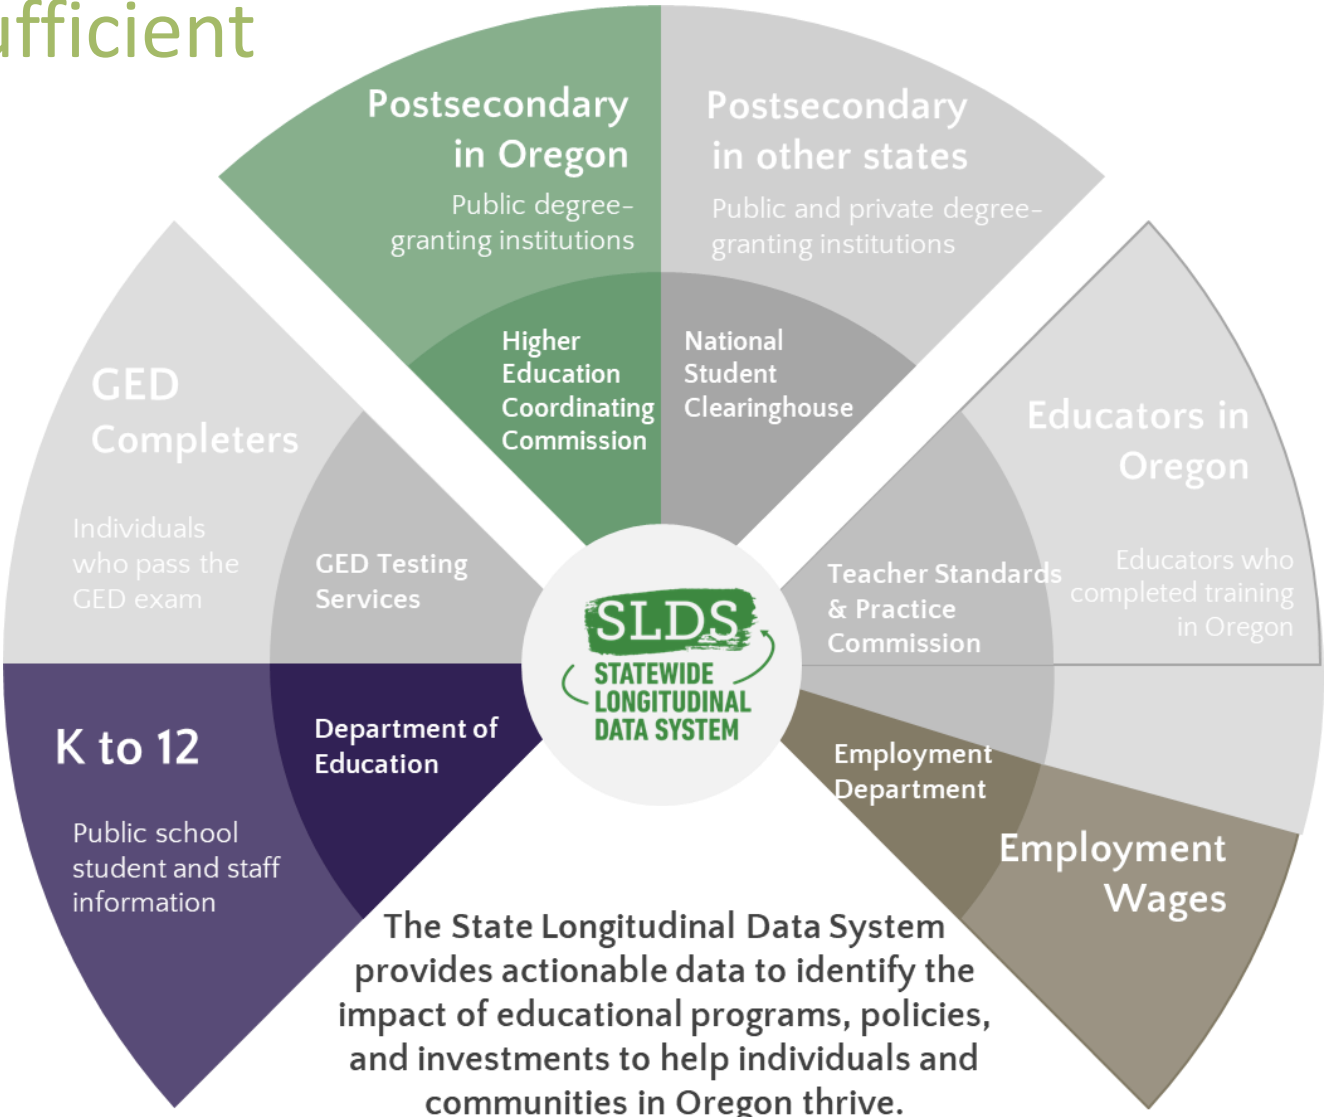 Postsecondary
in Oregon
Public degree-
granting institutions
Higher
Education
Coordinating
Commission
Postsecondary
in other states
Public and private degree-
granting institutions
National
Student
Clearinghouse
GED
Completers
Individuals
who pass the
GED exam
GED Testing
Services
Educators in
Oregon
Educators who
completed training
in Oregon
Teacher Standards
& Practice
Commission
SLDS
STATEWIDE
LONGITUDINAL
DATA SYSTEM
K to 12
Public school
student and staff
information
Department of
Education
Employment
Department
Employment
Wages
The State Longitudinal Data System
provides actionable data to identify the
impact of educational programs, policies,
and investments to help individuals and
communities in Oregon thrive.